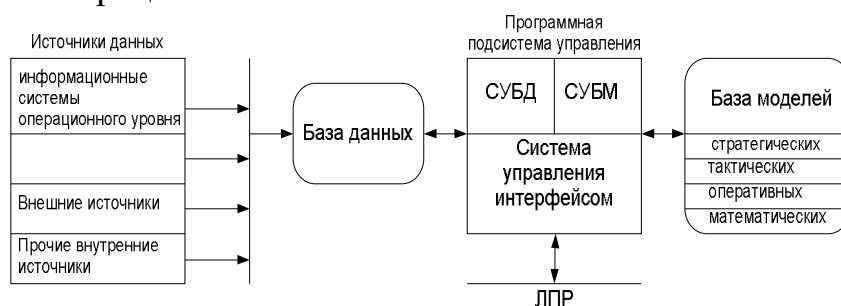 Источники данных
информационные
системы
операционного уровня
Внешние источники
Прочие внутренние
источники
База данных
Программная
подсистема управления
СУБД
СУБМ
Система
управления
интерфейсом
ЛПР
База моделей
стратегических
тактических
оперативных
математических